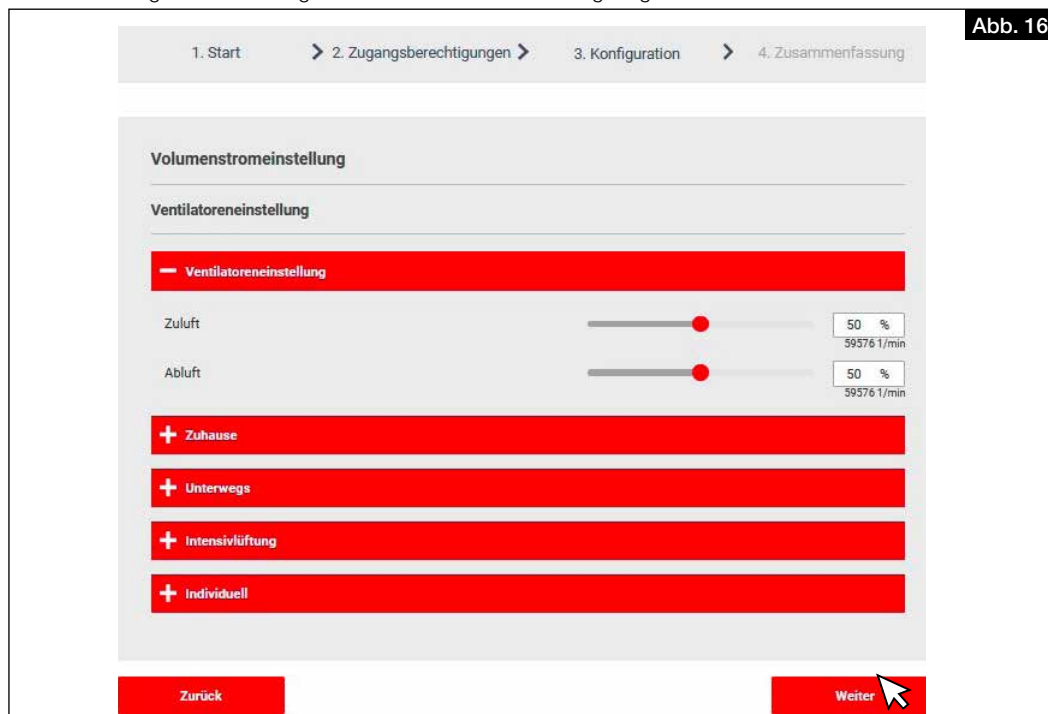 Abb. 16
1. Start > 2. Zugangsberechtigungen > 3. Konfiguration > 4. Zusammenfassung
Volumenstromeinstellung
Ventilatoreneinstellung
Ventilatoreneinstellung
Zuluft 50 %
59576 1/min
Abluft 50 %
59576 1/min
Zuhause
Unterwegs
Intensivlüftung
Individuell
Zurück Weiter